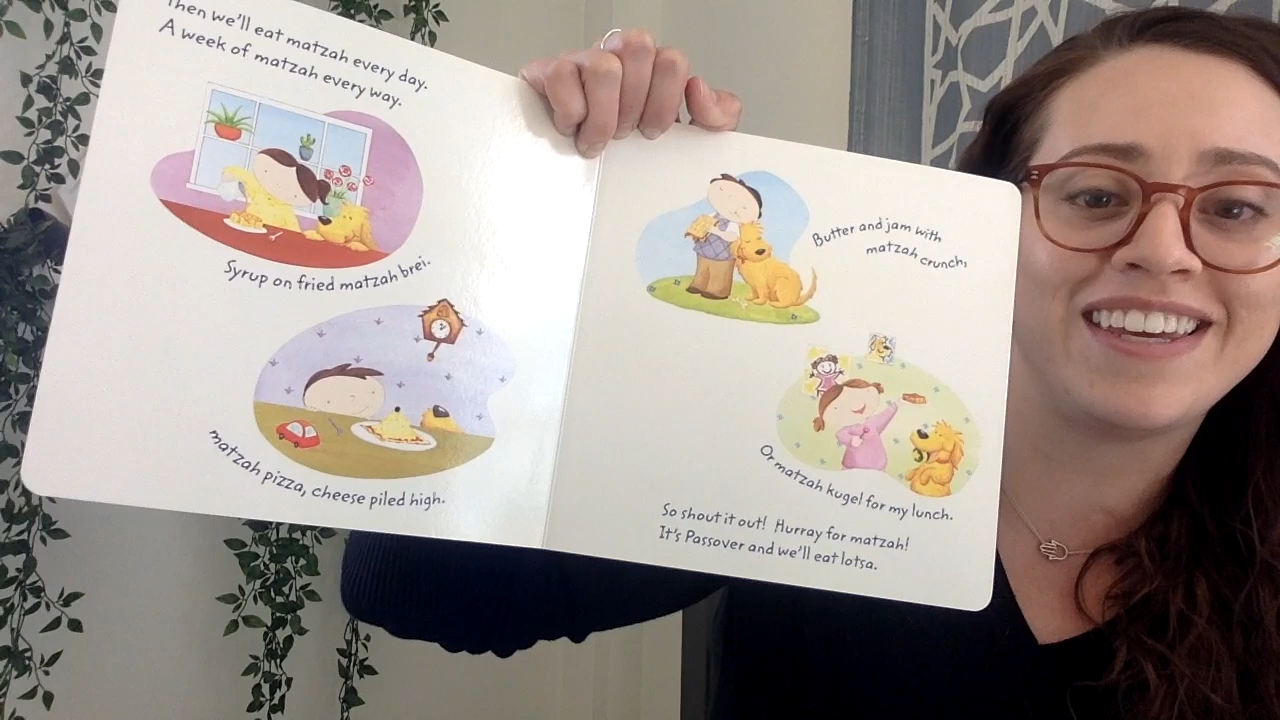 Then we'll eat matzah every day.
A week of matzah every way.
Syrup on fried matzah brei.
matzah pizza, cheese piled high.
Butter and jam with
matzah crunch,
Or matzah kugel for my lunch.
So shout it out! Hurray for matzah!
It's Passover and we'll eat lotsa.